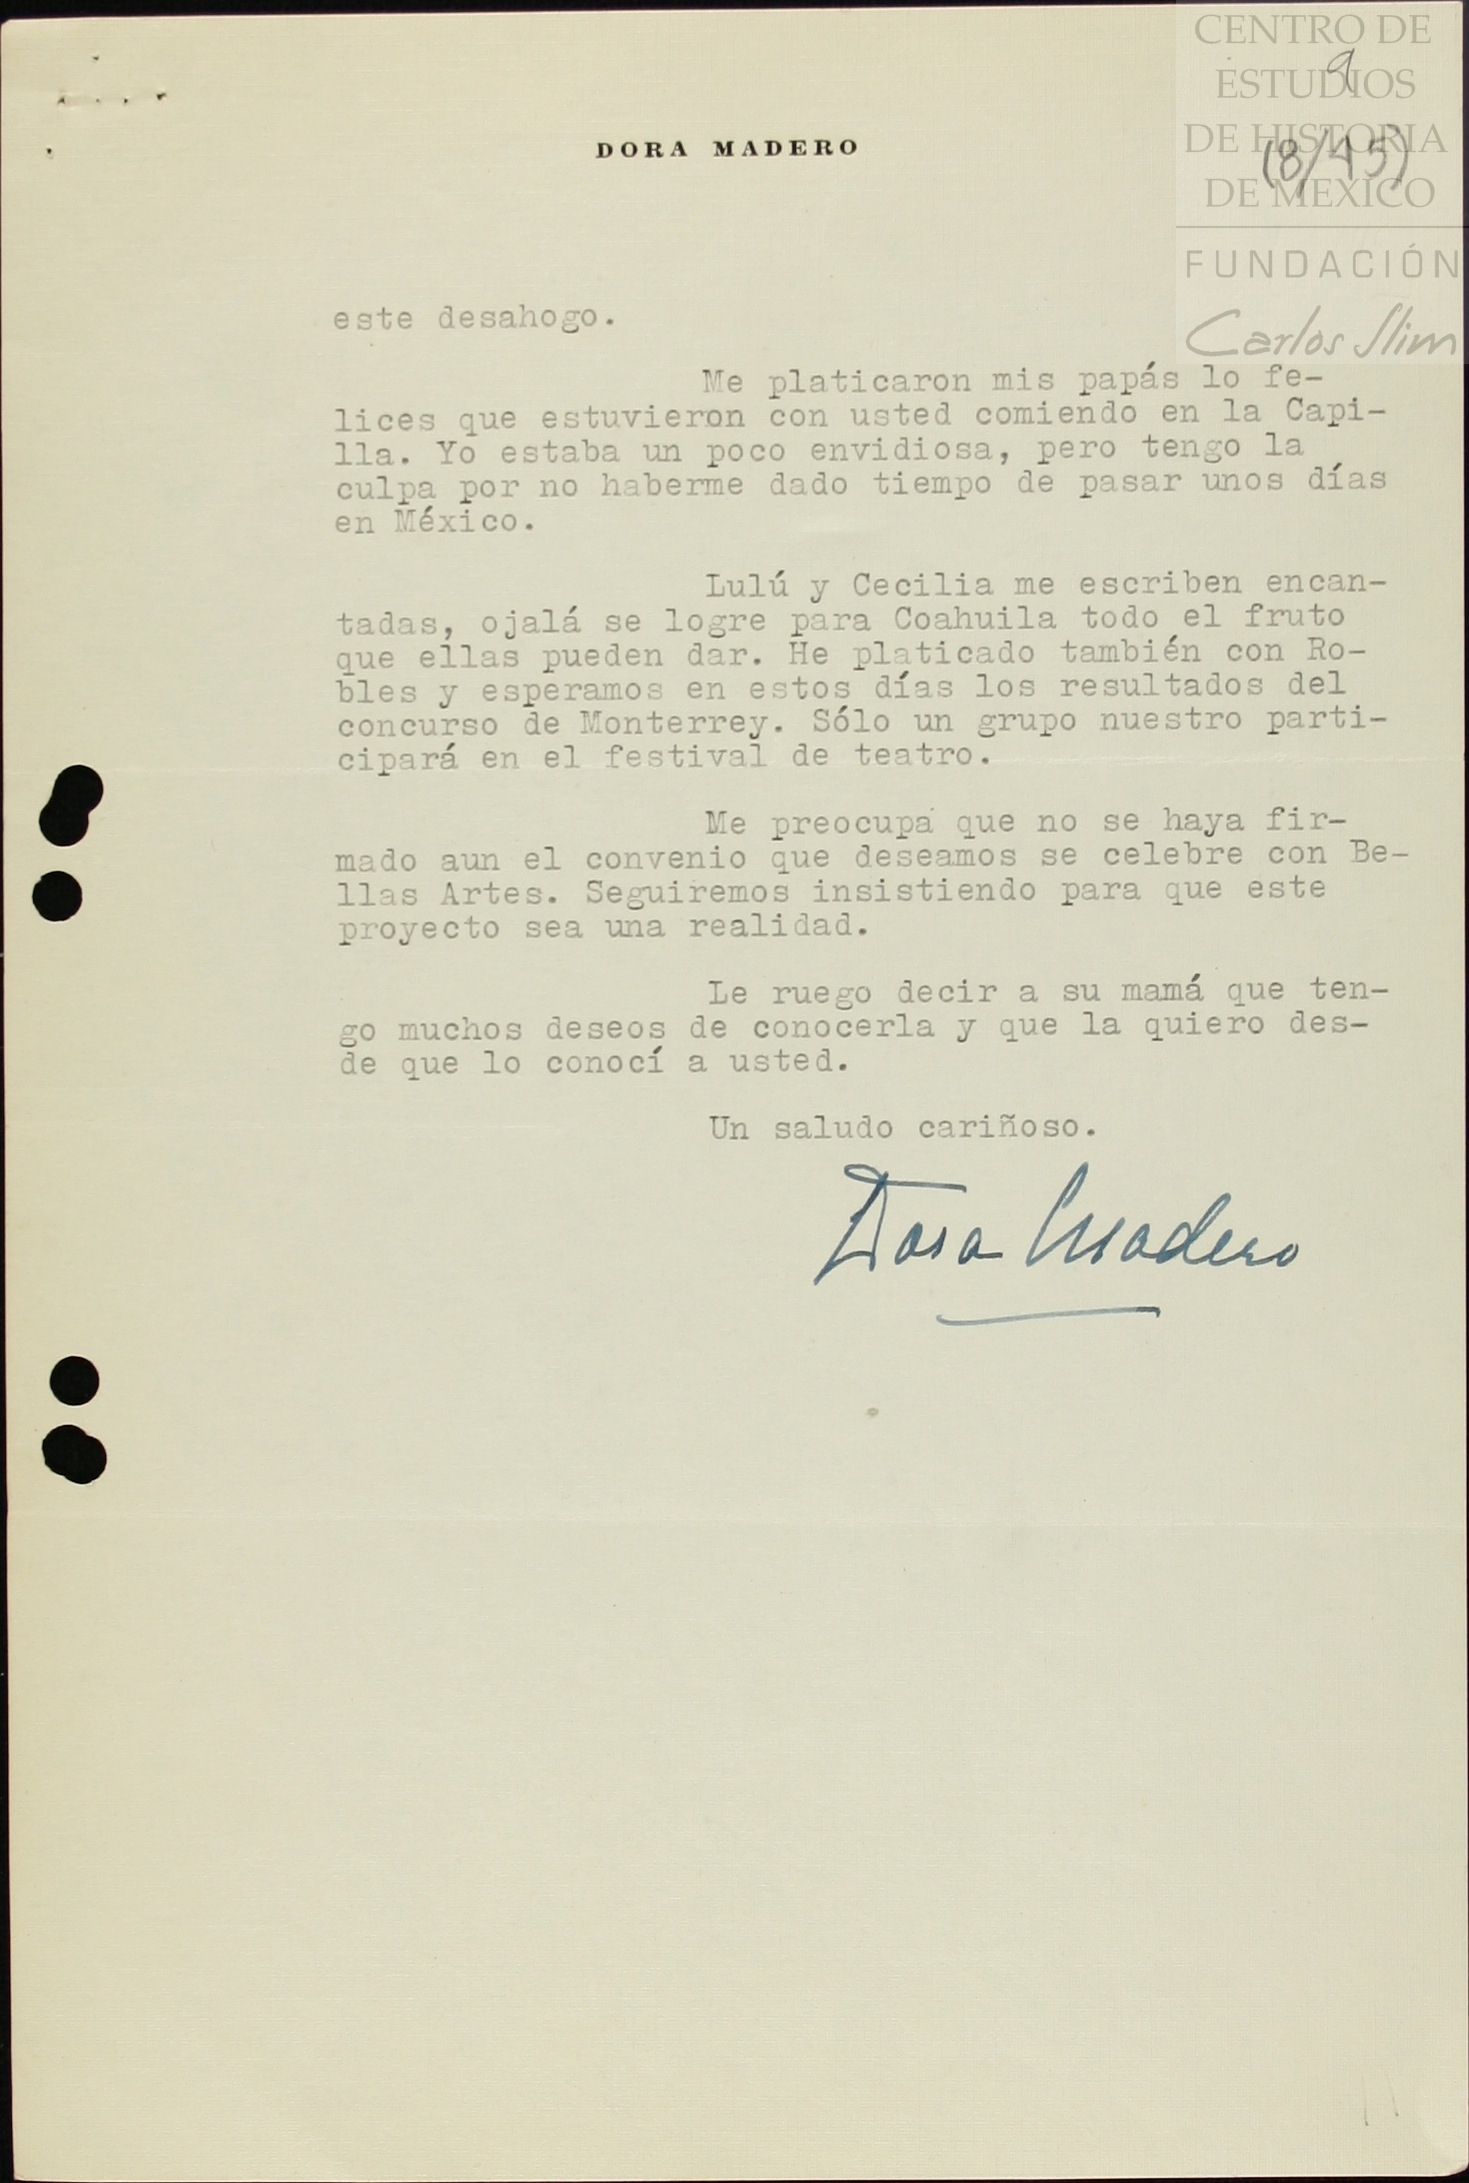 CENTRO DE
ESTUDIOS
DE HISTORIA
DE MÉXICO
FUNDACIÓN
Carlos Slim
9
(8/45)
DORA MADERO
este desahogo.
Me platicaron mis papás lo fe-
lices que estuvieron con usted comiendo en la Capi-
lla. Yo estaba un poco envidiosa, pero tengo la
culpa por no haberme dado tiempo de pasar unos días
en México.
Lulú y Cecilia me escriben encan-
tadas, ojalá se logre para Coahuila todo el fruto
que ellas pueden dar. He platicado también con Ro-
bles y esperamos en estos días los resultados del
concurso de Monterrey. Sólo un grupo nuestro parti-
cipará en el festival de teatro.
Me preocupa que no se haya fir-
mado aun el convenio que deseamos se celebre con Be-
llas Artes. Seguiremos insistiendo para que este
proyecto sea una realidad.
Le ruego decir a su mamá que ten-
go muchos deseos de conocerla y que la quiero des-
de que lo conocí a usted.
Un saludo cariñoso.
Dora Madero